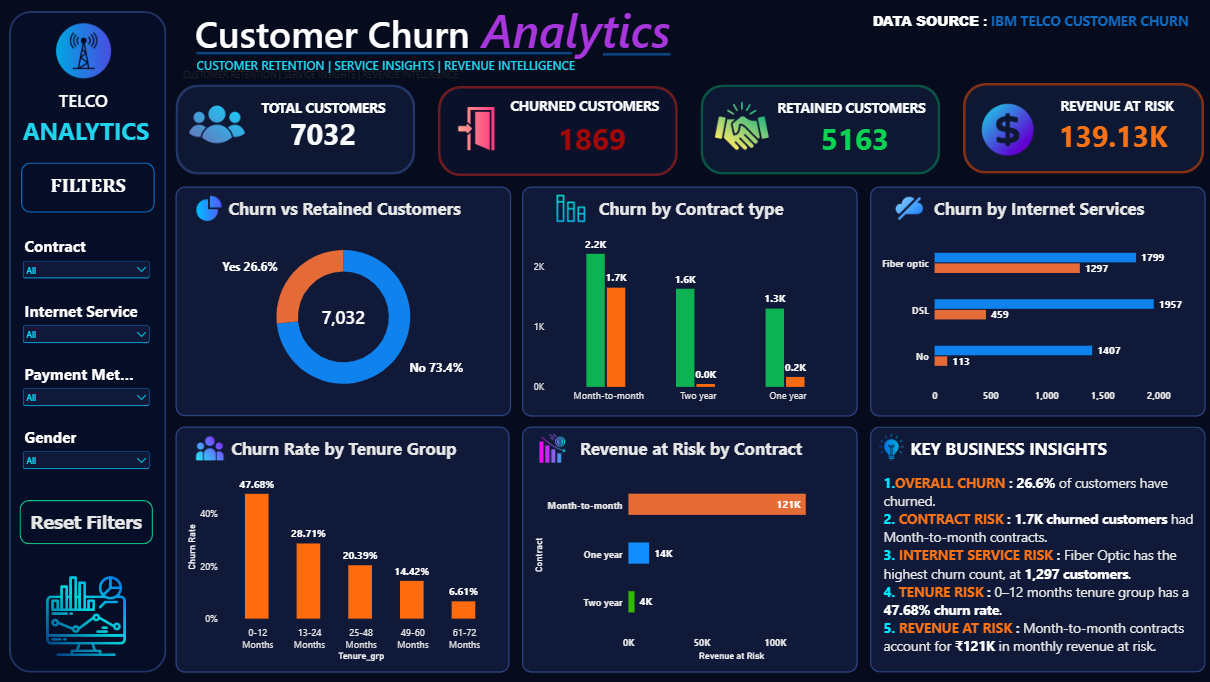 TELCO
ANALYTICS
FILTERS
Contract
All
Internet Service
All
Payment Met...
All
Gender
All
Reset Filters
Customer Churn Analytics
CUSTOMER RETENTION | SERVICE INSIGHTS | REVENUE INTELLIGENCE
CUSTOMER RETENTION | SERVICE INSIGHTS | REVENUE INTELLIGENCE
DATA SOURCE : IBM TELCO CUSTOMER CHURN
TOTAL CUSTOMERS
7032
CHURNED CUSTOMERS
1869
RETAINED CUSTOMERS
5163
REVENUE AT RISK
139.13K
Churn vs Retained Customers
Yes 26.6%
7,032
No 73.4%
Churn by Contract type
2K
1K
0K
2.2K
1.7K
1.6K
0.0K
1.3K
0.2K
Month-to-month
Two year
One year
Churn by Internet Services
Fiber optic
1799
1297
DSL
1957
459
No
1407
113
0
500
1,000
1,500
2,000
Churn Rate by Tenure Group
Churn Rate
40%
20%
0%
47.68%
28.71%
20.39%
14.42%
6.61%
0-12
Months
13-24
Months
25-48
Months
49-60
Months
61-72
Months
Tenure_grp
Revenue at Risk by Contract
Contract
Month-to-month
121K
One year
14K
Two year
4K
0K
50K
100K
Revenue at Risk
KEY BUSINESS INSIGHTS
1.OVERALL CHURN : 26.6% of customers have
churned.
2. CONTRACT RISK : 1.7K churned customers had
Month-to-month contracts.
3. INTERNET SERVICE RISK : Fiber Optic has the
highest churn count, at 1,297 customers.
4. TENURE RISK : 0–12 months tenure group has a
47.68% churn rate.
5. REVENUE AT RISK : Month-to-month contracts
account for ₹121K in monthly revenue at risk.